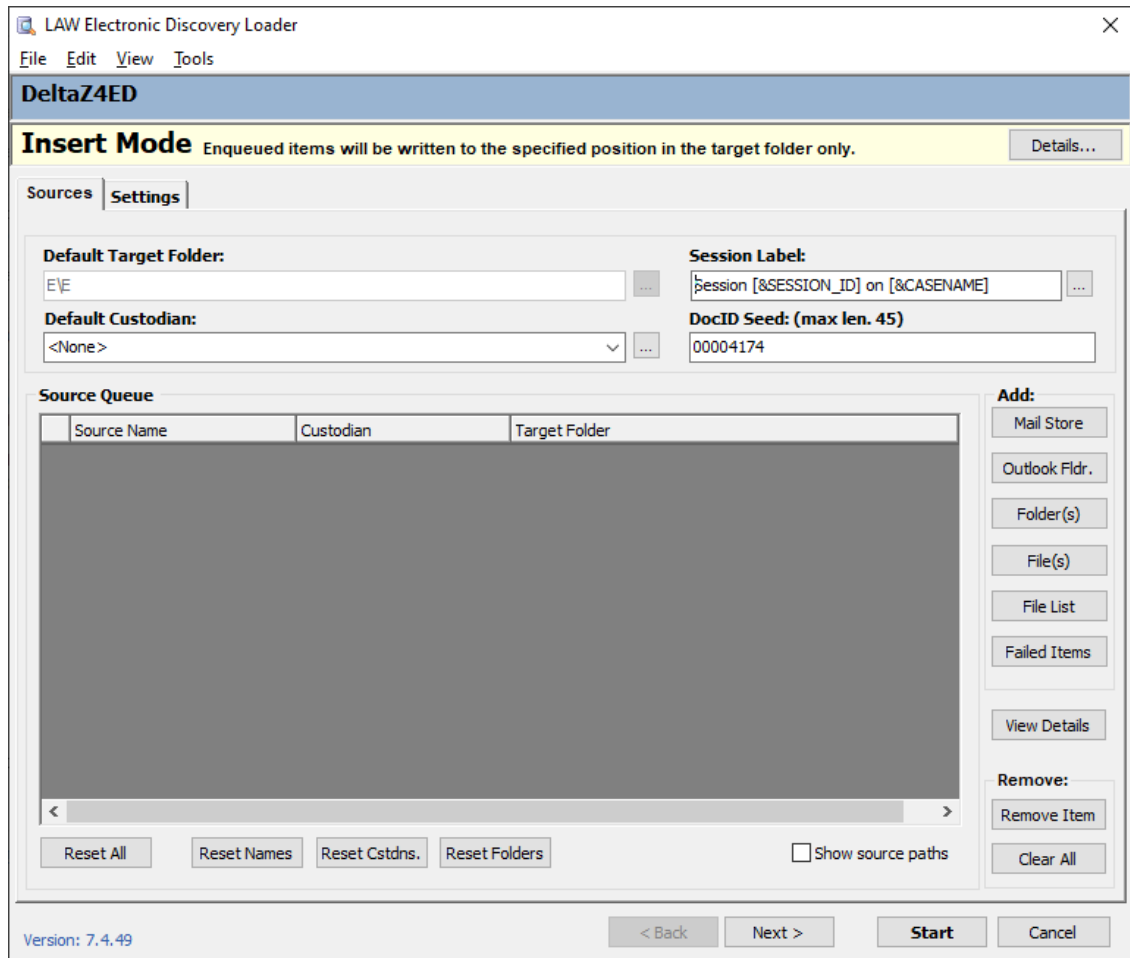 LAW Electronic Discovery Loader
File Edit View Tools
DeltaZ4ED
Insert Mode Enqueued items will be written to the specified position in the target folder only. Details...
Sources Settings
Default Target Folder: Session Label:
E\E ... Session [&SESSION_ID] on [&CASENAME] ...
Default Custodian: DocID Seed: (max len. 45)
<None> ... 00004174
Source Queue Add:
Source Name Custodian Target Folder Mail Store
Outlook Fldr.
Folder(s)
File(s)
File List
Failed Items
View Details
Remove:
Remove Item
Reset All Reset Names Reset Cstdns. Reset Folders Show source paths Clear All
Version: 7.4.49 < Back Next > Start Cancel